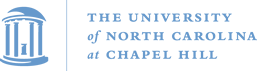 THE UNIVERSITY
of NORTH CAROLINA
at CHAPEL HILL